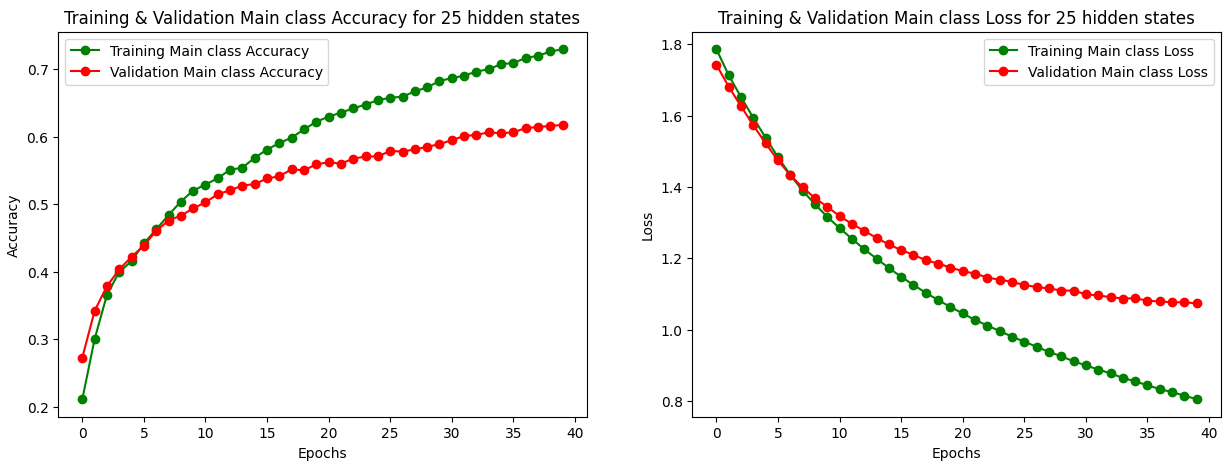 Training & Validation Main class Accuracy for 25 hidden states
Training Main class Accuracy
Validation Main class Accuracy
Accuracy
0.7
0.6
0.5
0.4
0.3
0.2
0 5 10 15 20 25 30 35 40
Epochs
Training & Validation Main class Loss for 25 hidden states
Training Main class Loss
Validation Main class Loss
Loss
1.8
1.6
1.4
1.2
1.0
0.8
0 5 10 15 20 25 30 35 40
Epochs